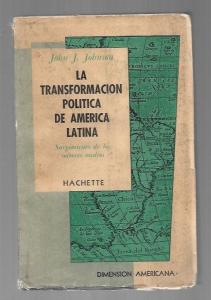 John J. Johnson
LA
TRANSFORMACION
POLITICA
DE AMERICA
LATINA
Surgimiento de los
sectores medios
HACHETTE
DIMENSION AMERICANA